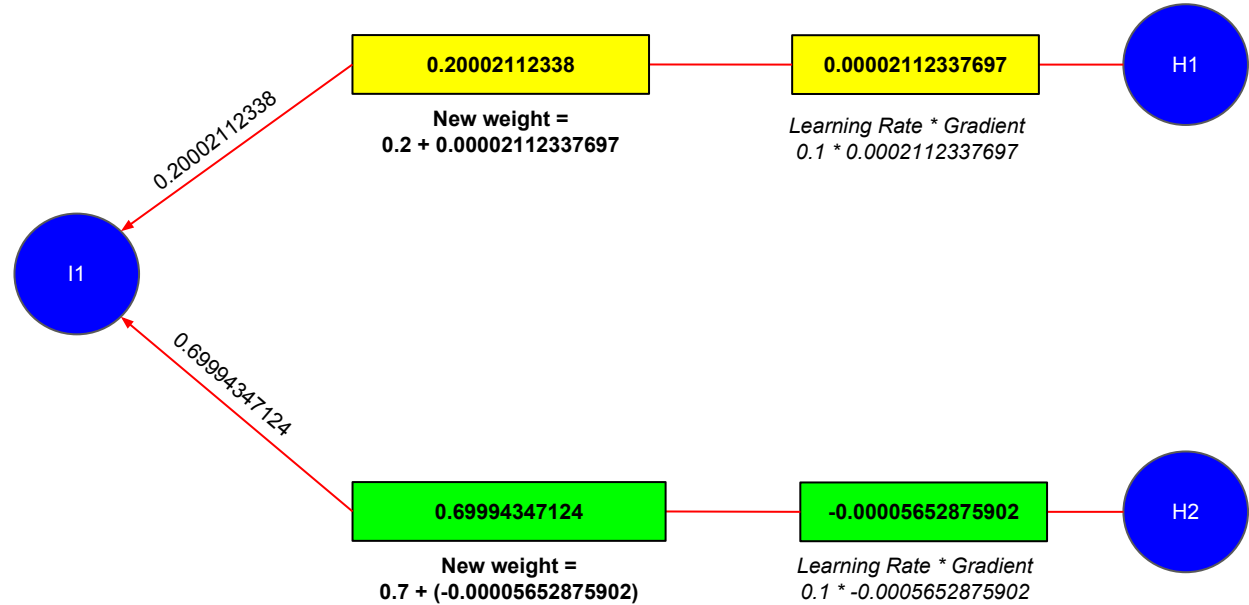 0.20002112338
0.00002112337697
H1
New weight =
0.2 + 0.00002112337697
Learning Rate * Gradient
0.1 * 0.0002112337697
0.20002112338
I1
0.69994347124
0.69994347124
-0.00005652875902
H2
New weight =
0.7 + (-0.00005652875902)
Learning Rate * Gradient
0.1 * -0.0005652875902